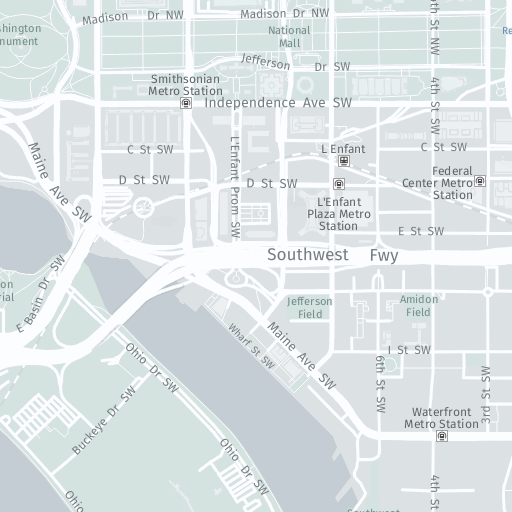 Madison Dr NW
Madison Dr NW
National
Mall
Jefferson Dr SW
Smithsonian
Metro Station
Independence Ave SW
4th St NW
4th St SW
Maine Ave SW
C St SW
L'Enfant Prom SW
L Enfant
C St SW
D St SW
D St SW
Federal
Center Metro
Station
L'Enfant
Plaza Metro
Station
E St SW
Southwest Fwy
E Basin Dr SW
Jefferson
Field
Amidon
Field
Wharf St SW
Maine Ave SW
I St SW
6th St SW
3rd St SW
Ohio Dr SW
Buckeye Dr SW
Waterfront
Metro Station
Ohio Dr SW
4th St
Ohio
Southwest